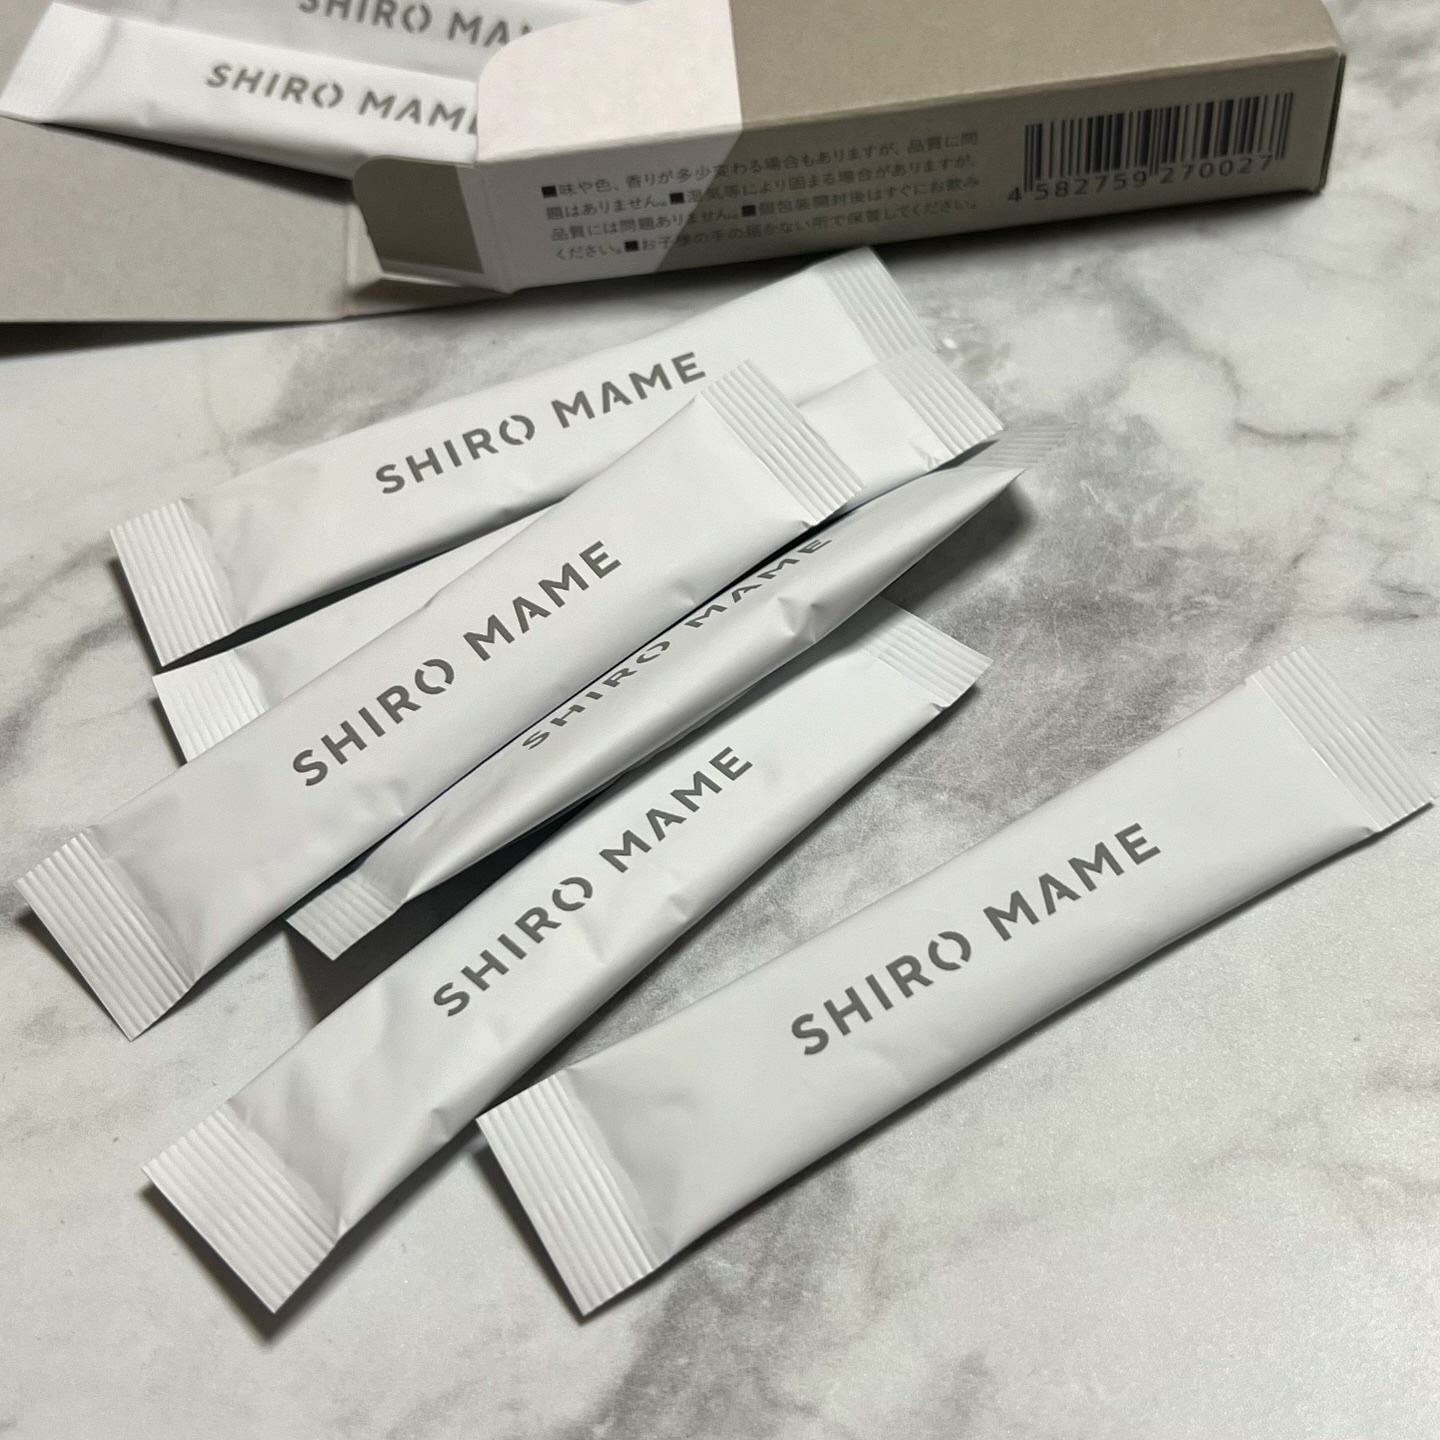 SHIRO MA
SHIRO MAME
■味や色、香りが多少変わる場合もありますが、品質に問
題はありません。■湿気等により固まる場合がありますが、
品質には問題ありません。■個包装開封後はすぐにお飲み
ください。■お子様の手の届かない所で保管してください。
4 582759 270027
SHIRO MAME
SHIRO MAME
SHIRO MAME
SHIRO MAME
SHIRO MAME